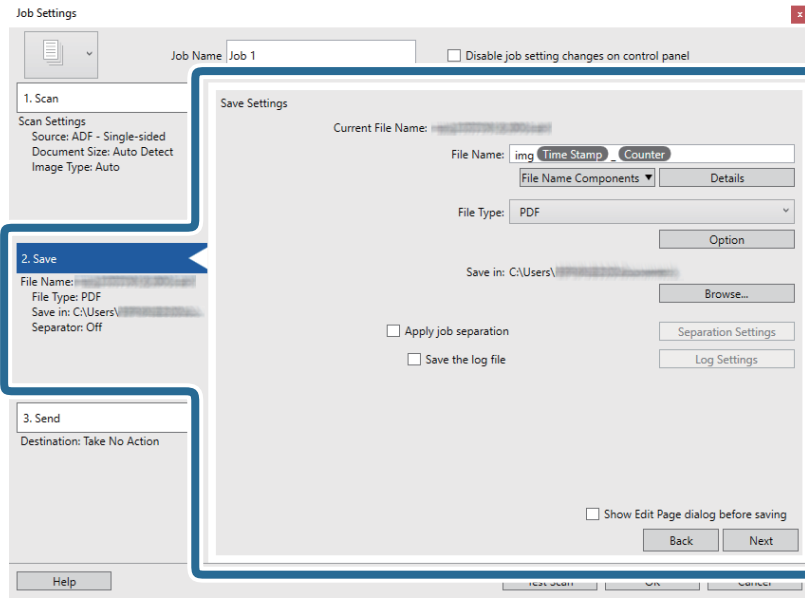 Job Settings
x
Job Name Job 1
Disable job setting changes on control panel
1. Scan
Scan Settings
Source: ADF - Single-sided
Document Size: Auto Detect
Image Type: Auto
2. Save
File Name:
File Type: PDF
Save in: C:\Users\
Separator: Off
3. Send
Destination: Take No Action
Save Settings
Current File Name:
File Name: img Time Stamp _ Counter
File Name Components ▼ Details
File Type: PDF
Option
Save in: C:\Users\
Browse...
Apply job separation Separation Settings
Save the log file Log Settings
Show Edit Page dialog before saving
Back Next
Help Test Scan OK Cancel